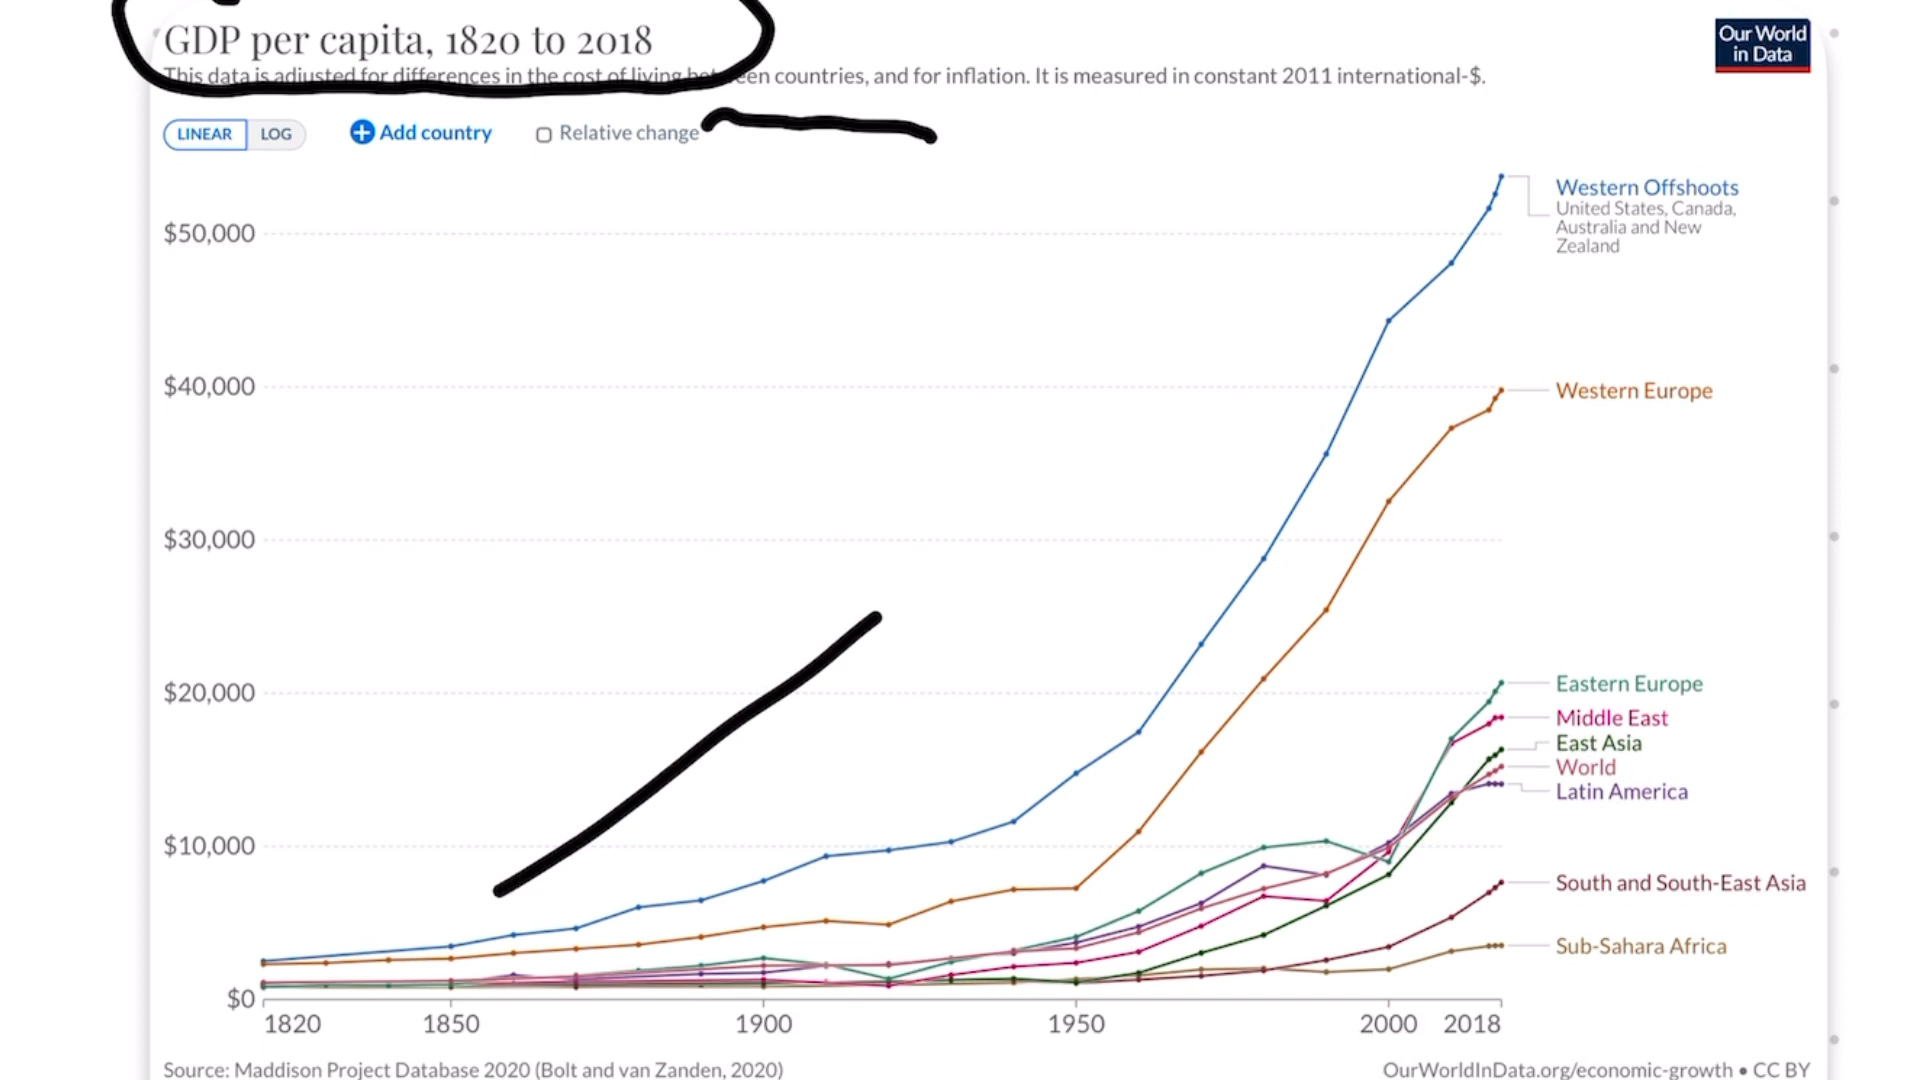 GDP per capita, 1820 to 2018
Our World
in Data
This data is adjusted for differences in the cost of living between countries, and for inflation. It is measured in constant 2011 international-$.
LINEAR LOG Add country Relative change
Western Offshoots
United States, Canada,
Australia and New
Zealand
$50,000
$40,000
Western Europe
$30,000
$20,000
Eastern Europe
Middle East
East Asia
World
Latin America
$10,000
South and South-East Asia
Sub-Sahara Africa
$0
1820 1850 1900 1950 2000 2018
Source: Maddison Project Database 2020 (Bolt and van Zanden, 2020)
OurWorldInData.org/economic-growth • CC BY